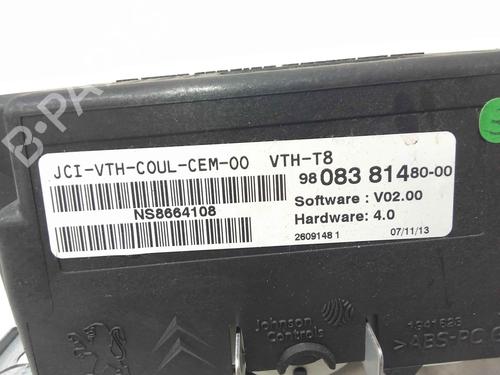 B-PA
JCI-VTH-COUL-CEM-00 VTH-T8
98 083 814 80-00
NS8664108
Software : V02.00
Hardware: 4.0
2609148 1
07/11/13
Johnson
Controls
1341626
>ABS-PC